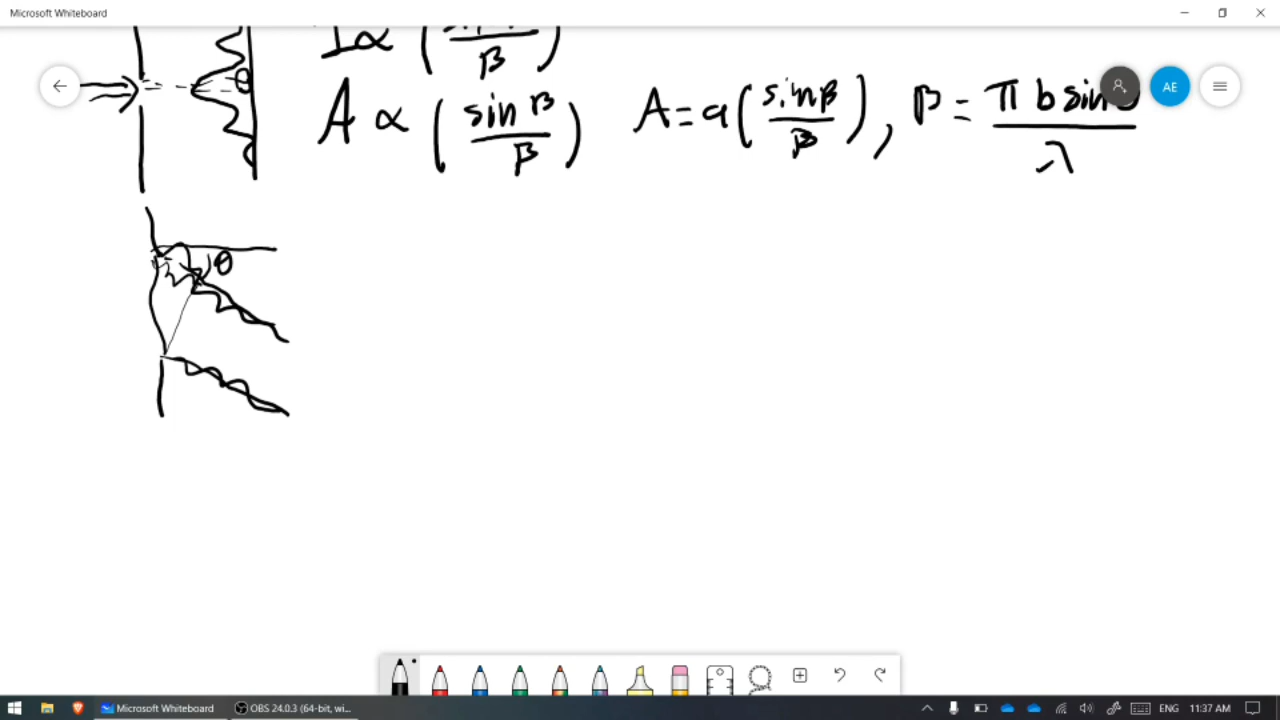 Microsoft Whiteboard
I ∝ ( / β )
θ
A ∝ (sin β / β) A = a (sin β / β), β = π b sin θ / λ
AE
θ
Microsoft Whiteboard OBS 24.0.3 (64-bit, wi... ENG 11:37 AM